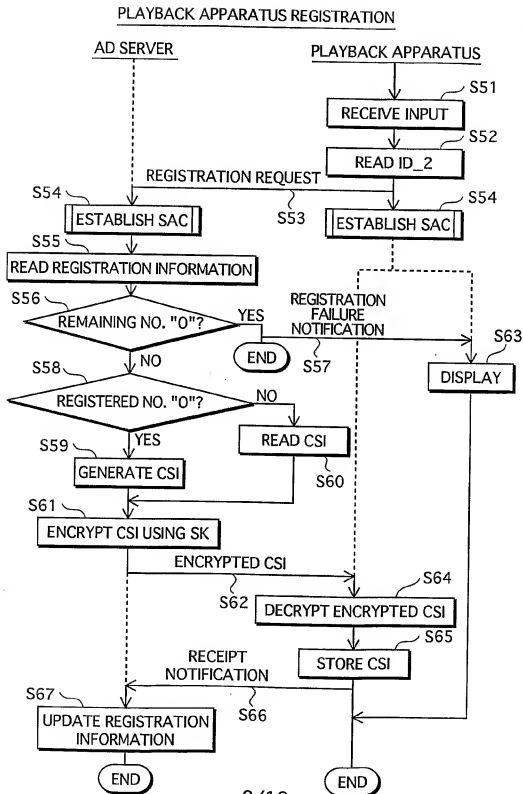 PLAYBACK APPARATUS REGISTRATION
AD SERVER
PLAYBACK APPARATUS
S51
RECEIVE INPUT
S52
READ ID_2
REGISTRATION REQUEST
S53
S54
ESTABLISH SAC
S54
ESTABLISH SAC
S55
READ REGISTRATION INFORMATION
S56
REMAINING NO. "0"?
YES
END
REGISTRATION
FAILURE
NOTIFICATION
S57
S63
DISPLAY
NO
S58
REGISTERED NO. "0"?
NO
YES
S59
GENERATE CSI
READ CSI
S60
S61
ENCRYPT CSI USING SK
ENCRYPTED CSI
S62
S64
DECRYPT ENCRYPTED CSI
S65
STORE CSI
RECEIPT
NOTIFICATION
S66
S67
UPDATE REGISTRATION
INFORMATION
END
END